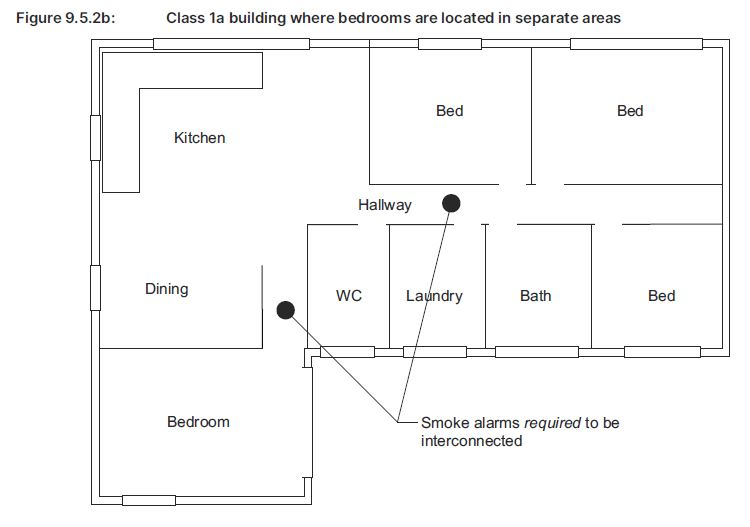 Figure 9.5.2b: Class 1a building where bedrooms are located in separate areas
Bed
Bed
Kitchen
Hallway
Dining
WC
Laundry
Bath
Bed
Bedroom
Smoke alarms required to be
interconnected